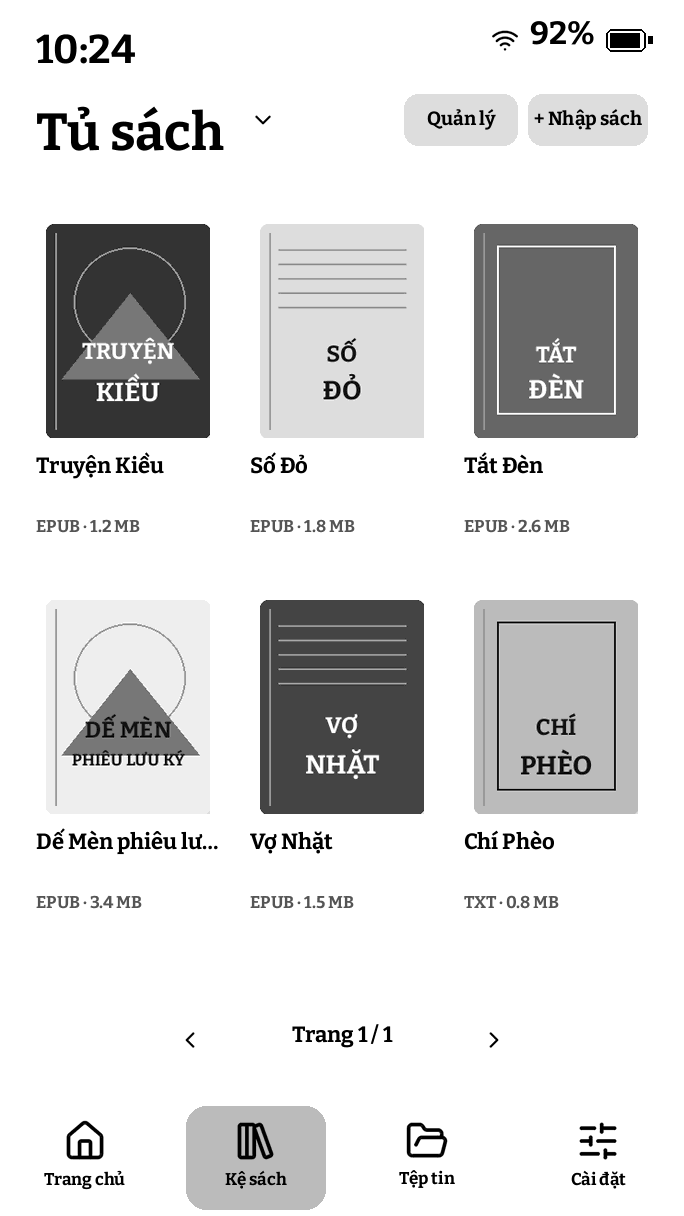 10:24
92%
Tủ sách
Quản lý
+ Nhập sách
TRUYỆN
KIỀU
SỐ
ĐỎ
TẮT
ĐÈN
Truyện Kiều
Số Đỏ
Tắt Đèn
EPUB · 1.2 MB
EPUB · 1.8 MB
EPUB · 2.6 MB
DẾ MÈN
PHIÊU LƯU KÝ
VỢ
NHẶT
CHÍ
PHÈO
Dế Mèn phiêu lư...
Vợ Nhặt
Chí Phèo
EPUB · 3.4 MB
EPUB · 1.5 MB
TXT · 0.8 MB
Trang 1 / 1
Trang chủ
Kệ sách
Tệp tin
Cài đặt